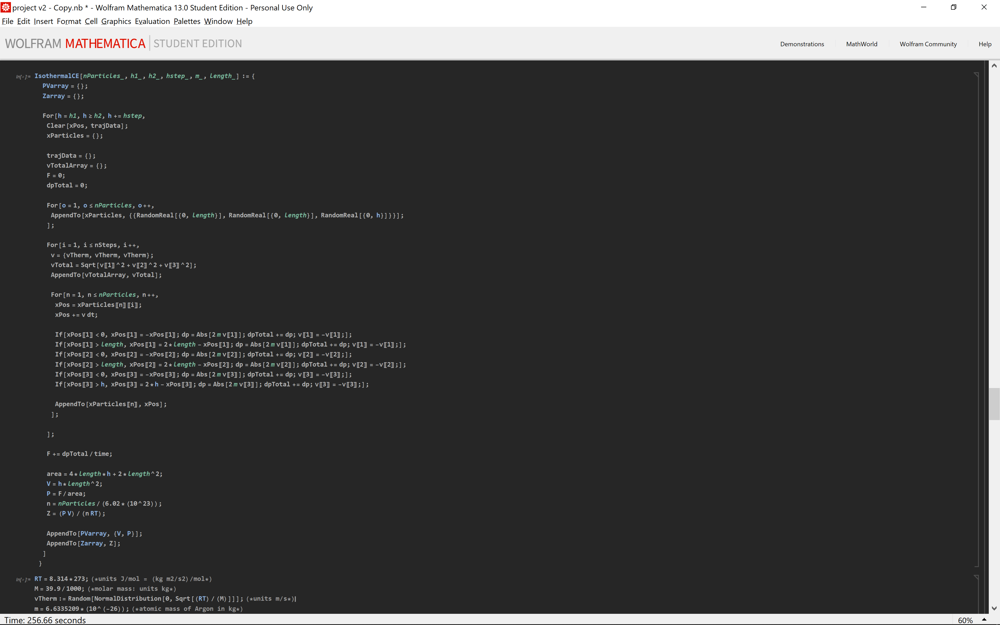 project v2 - Copy.nb * - Wolfram Mathematica 13.0 Student Edition - Personal Use Only
File Edit Insert Format Cell Graphics Evaluation Palettes Window Help
WOLFRAM MATHEMATICA STUDENT EDITION
Demonstrations MathWorld Wolfram Community Help
In[∘]:= IsothermalCE[nParticles_, h1_, h2_, hstep_, m_, length_] := {
PVarray = {};
Zarray = {};
For[h = h1, h ≥ h2, h += hstep,
Clear[xPos, trajData];
xParticles = {};
trajData = {};
vTotalArray = {};
F = 0;
dpTotal = 0;
For[o = 1, o ≤ nParticles, o++,
AppendTo[xParticles, {{RandomReal[{0, length}], RandomReal[{0, length}], RandomReal[{0, h}]}}];
];
For[i = 1, i ≤ nSteps, i++,
v = {vTherm, vTherm, vTherm};
vTotal = Sqrt[v⟦1⟧^2 + v⟦2⟧^2 + v⟦3⟧^2];
AppendTo[vTotalArray, vTotal];
For[n = 1, n ≤ nParticles, n++,
xPos = xParticles⟦n⟧⟦i⟧;
xPos += v dt;
If[xPos⟦1⟧ < 0, xPos⟦1⟧ = -xPos⟦1⟧; dp = Abs[2 m v⟦1⟧]; dpTotal += dp; v⟦1⟧ = -v⟦1⟧;];
If[xPos⟦1⟧ > length, xPos⟦1⟧ = 2*length - xPos⟦1⟧; dp = Abs[2 m v⟦1⟧]; dpTotal += dp; v⟦1⟧ = -v⟦1⟧;];
If[xPos⟦2⟧ < 0, xPos⟦2⟧ = -xPos⟦2⟧; dp = Abs[2 m v⟦2⟧]; dpTotal += dp; v⟦2⟧ = -v⟦2⟧;];
If[xPos⟦2⟧ > length, xPos⟦2⟧ = 2*length - xPos⟦2⟧; dp = Abs[2 m v⟦2⟧]; dpTotal += dp; v⟦2⟧ = -v⟦2⟧;];
If[xPos⟦3⟧ < 0, xPos⟦3⟧ = -xPos⟦3⟧; dp = Abs[2 m v⟦3⟧]; dpTotal += dp; v⟦3⟧ = -v⟦3⟧;];
If[xPos⟦3⟧ > h, xPos⟦3⟧ = 2*h - xPos⟦3⟧; dp = Abs[2 m v⟦3⟧]; dpTotal += dp; v⟦3⟧ = -v⟦3⟧;];
AppendTo[xParticles⟦n⟧, xPos];
];
];
F += dpTotal/time;
area = 4*length*h + 2*length^2;
V = h*length^2;
P = F/area;
n = nParticles/(6.02*(10^23));
Z = (P V)/(n RT);
AppendTo[PVarray, {V, P}];
AppendTo[Zarray, Z];
]
}
In[∘]:= RT = 8.314*273; (*units J/mol = (kg m2/s2)/mol*)
M = 39.9/1000; (*molar mass: units kg*)
vTherm := Random[NormalDistribution[0, Sqrt[(RT)/(M)]]]; (*units m/s*)
m = 6.6335209*(10^(-26)); (*atomic mass of Argon in kg*)
Time: 256.66 seconds
60%